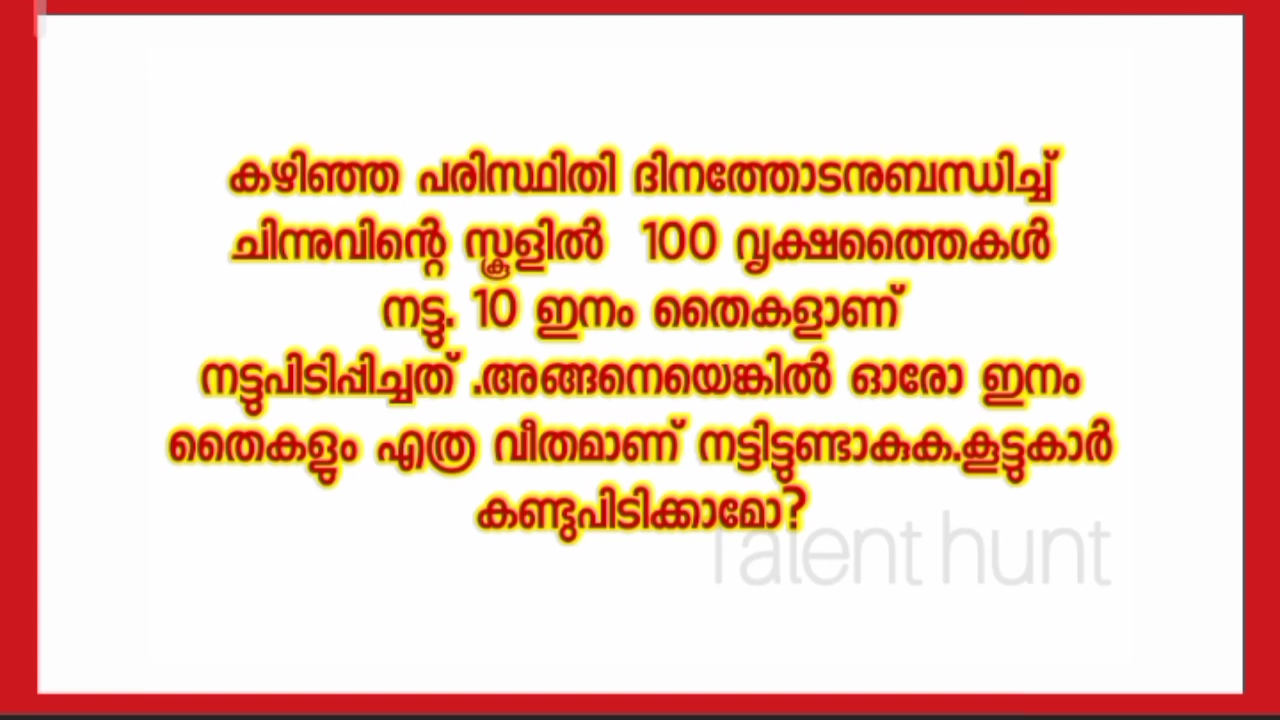 കഴിഞ്ഞ പരിസ്ഥിതി ദിനത്തോടനുബന്ധിച്ച്
ചിന്നുവിന്റെ സ്കൂളിൽ 100 വൃക്ഷത്തൈകൾ
നട്ടു. 10 ഇനം തൈകളാണ്
നട്ടുപിടിപ്പിച്ചത് .അങ്ങനെയെങ്കിൽ ഓരോ ഇനം
തൈകളും എത്ര വീതമാണ് നട്ടിട്ടുണ്ടാകുക.കൂട്ടുകാർ
കണ്ടുപിടിക്കാമോ?
Talent hunt